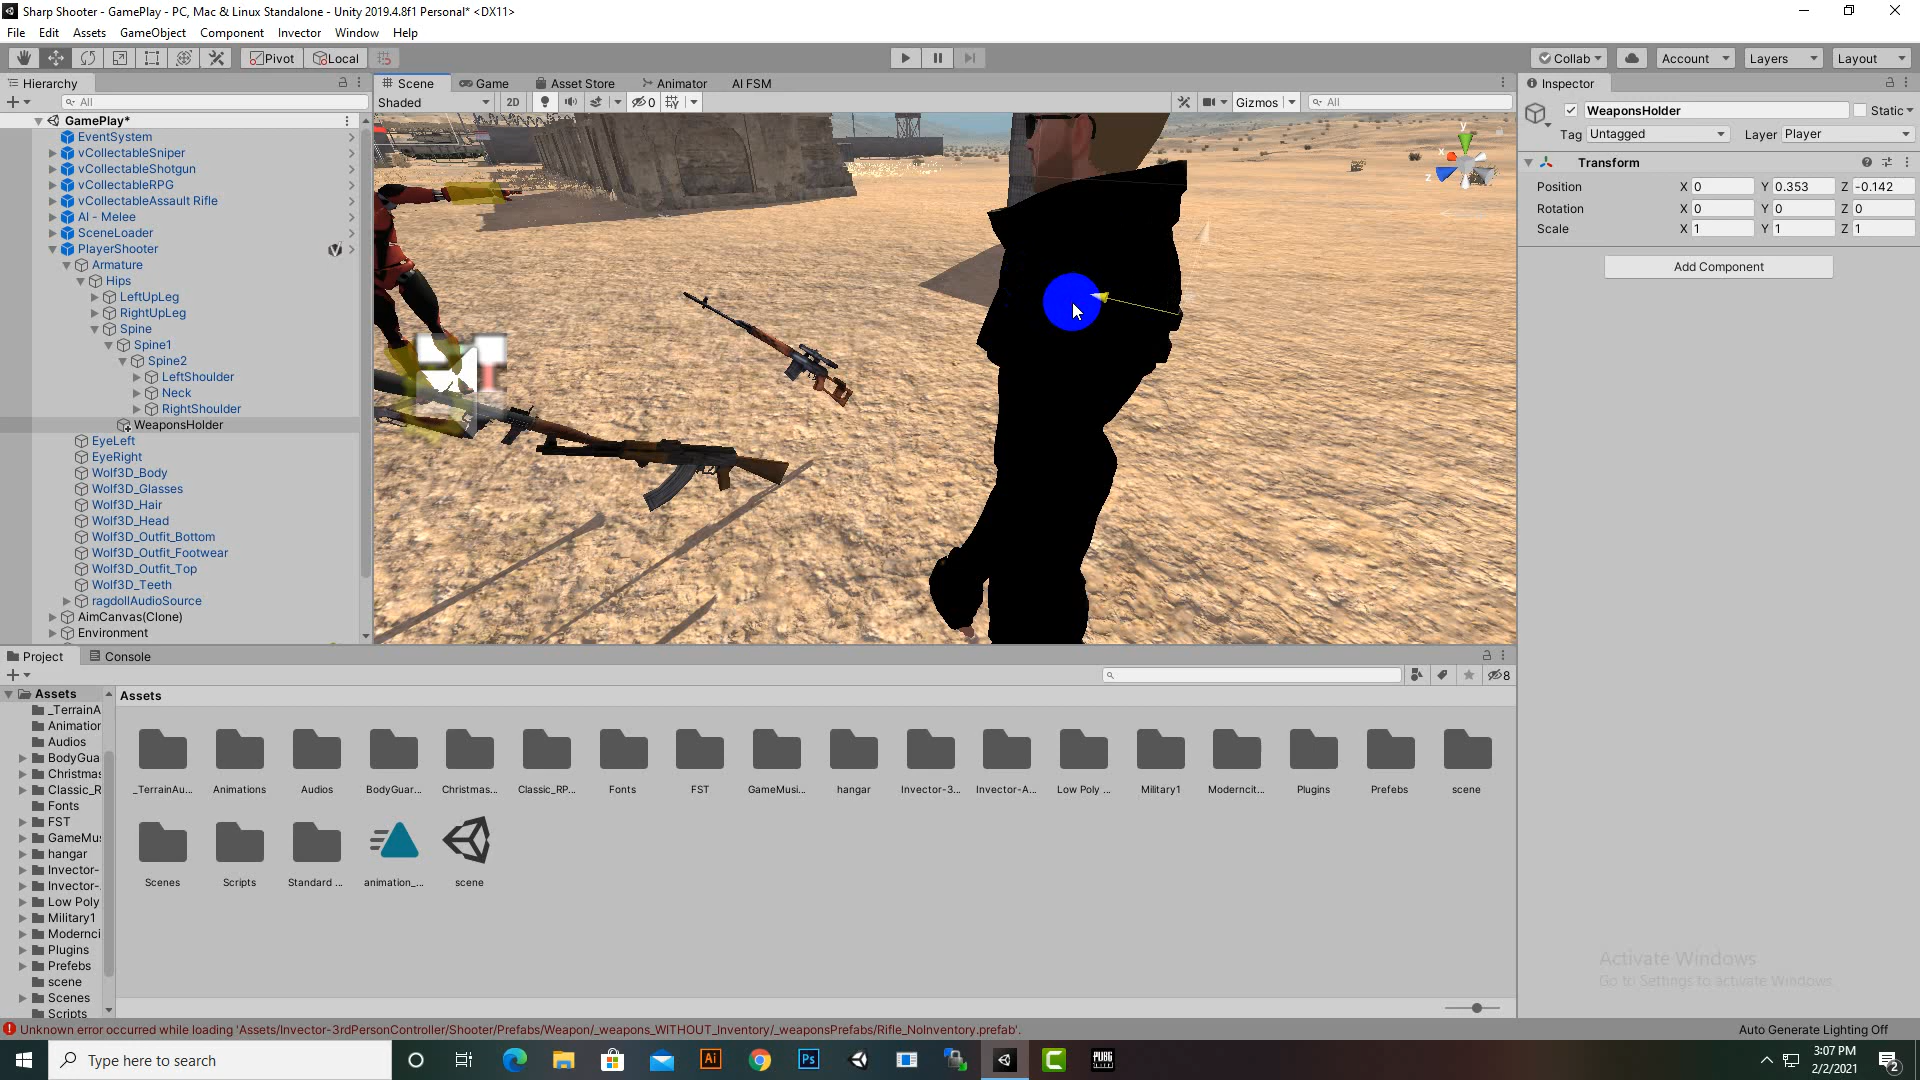 Sharp Shooter - GamePlay - PC, Mac & Linux Standalone - Unity 2019.4.8f1 Personal* <DX11>
File Edit Assets GameObject Component Invector Window Help
Pivot Local Collab Account Layers Layout
Hierarchy
All
GamePlay*
EventSystem
vCollectableSniper
vCollectableShotgun
vCollectableRPG
vCollectableAssault Rifle
AI - Melee
SceneLoader
PlayerShooter
Armature
Hips
LeftUpLeg
RightUpLeg
Spine
Spine1
Spine2
LeftShoulder
Neck
RightShoulder
WeaponsHolder
EyeLeft
EyeRight
Wolf3D_Body
Wolf3D_Glasses
Wolf3D_Hair
Wolf3D_Head
Wolf3D_Outfit_Bottom
Wolf3D_Outfit_Footwear
Wolf3D_Outfit_Top
Wolf3D_Teeth
ragdollAudioSource
AimCanvas(Clone)
Environment
Scene Game Asset Store Animator AI FSM
Shaded 2D 0 Gizmos All
y
x
z
Inspector
WeaponsHolder Static
Tag Untagged Layer Player
Transform
Position X 0 Y 0.353 Z -0.142
Rotation X 0 Y 0 Z 0
Scale X 1 Y 1 Z 1
Add Component
Project Console
8
Assets
_TerrainA
Animation
Audios
BodyGua
Christmas
Classic_R
Fonts
FST
GameMus
hangar
Invector-
Invector-
Low Poly
Military1
Modernci
Plugins
Prefebs
scene
Scenes
Scripts
Assets
_TerrainAu... Animations Audios BodyGuar... Christmas... Classic_RP... Fonts FST GameMusi... hangar Invector-3... Invector-A... Low Poly ... Military1 Moderncit... Plugins Prefebs scene
Scenes Scripts Standard ... animation_... scene
Activate Windows
Go to Settings to activate Windows.
Unknown error occurred while loading 'Assets/Invector-3rdPersonController/Shooter/Prefabs/Weapon/_weapons_WITHOUT_Inventory/_weaponsPrefabs/Rifle_NoInventory.prefab'.
Auto Generate Lighting Off
Type here to search
Ai
Ps
PUBG
3:07 PM
2/2/2021
2